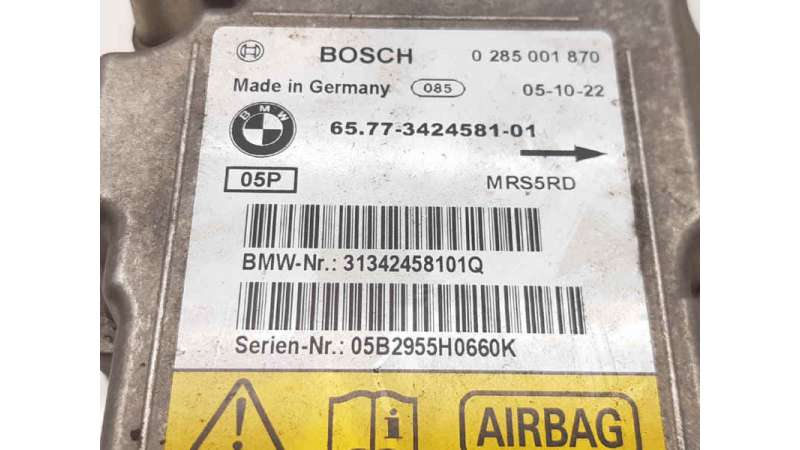 BOSCH 0 285 001 870
Made in Germany 085 05-10-22
BMW 65.77-3424581-01
05P MRS5RD
BMW-Nr.: 31342458101Q
Serien-Nr.: 05B2955H0660K
AIRBAG